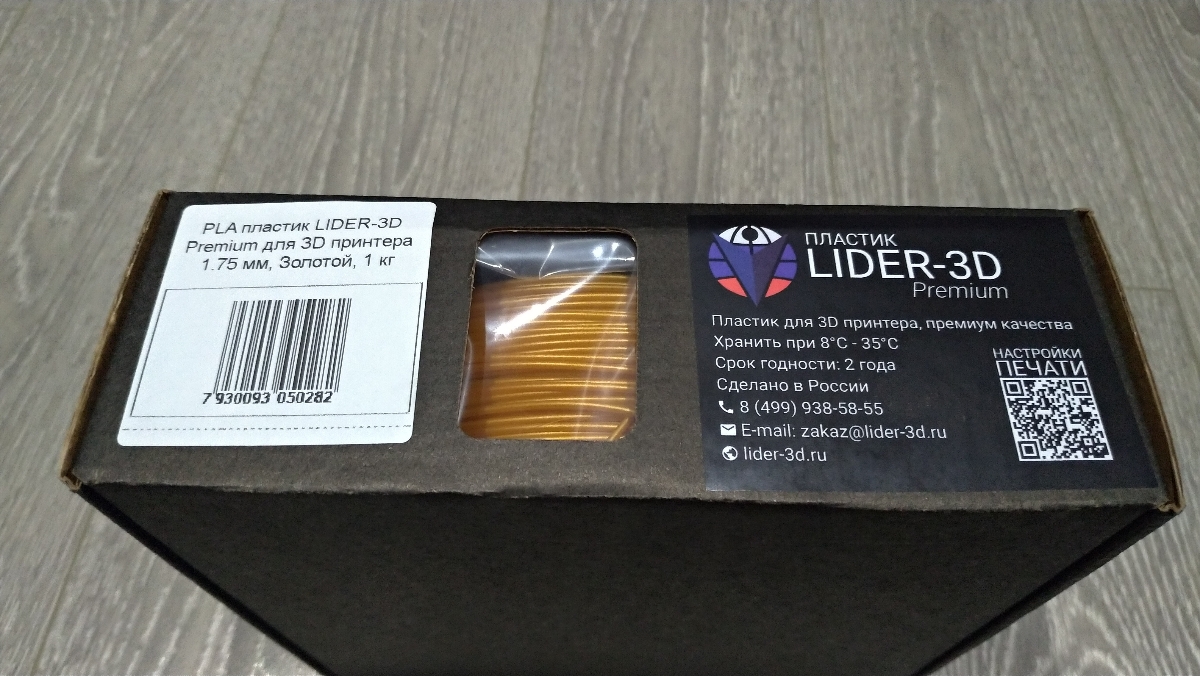 PLA пластик LIDER-3D
Premium для 3D принтера
1.75 мм, Золотой, 1 кг
7 930093 050282
ПЛАСТИК
LIDER-3D
Premium
Пластик для 3D принтера, премиум качества
Хранить при 8°C - 35°C
Срок годности: 2 года
Сделано в России
8 (499) 938-58-55
E-mail: zakaz@lider-3d.ru
lider-3d.ru
НАСТРОЙКИ
ПЕЧАТИ